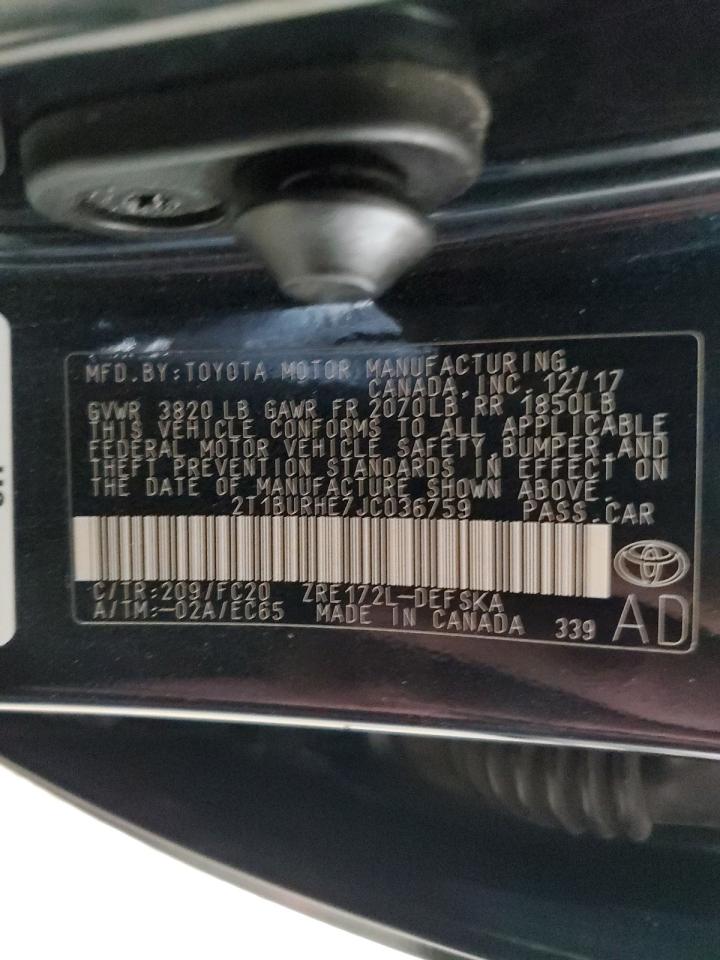 MFD.BY:TOYOTA MOTOR MANUFACTURING,
CANADA,INC. 12/17
GVWR 3820LB GAWR FR 2070LB RR 1850LB
THIS VEHICLE CONFORMS TO ALL APPLICABLE
FEDERAL MOTOR VEHICLE SAFETY,BUMPER,AND
THEFT PREVENTION STANDARDS IN EFFECT ON
THE DATE OF MANUFACTURE SHOWN ABOVE.
2T1BURHE7JC036759 PASS.CAR
C/TR:209/FC20 ZRE172L-DEFSKA
A/TM:-02A/EC65 MADE IN CANADA 339 AD